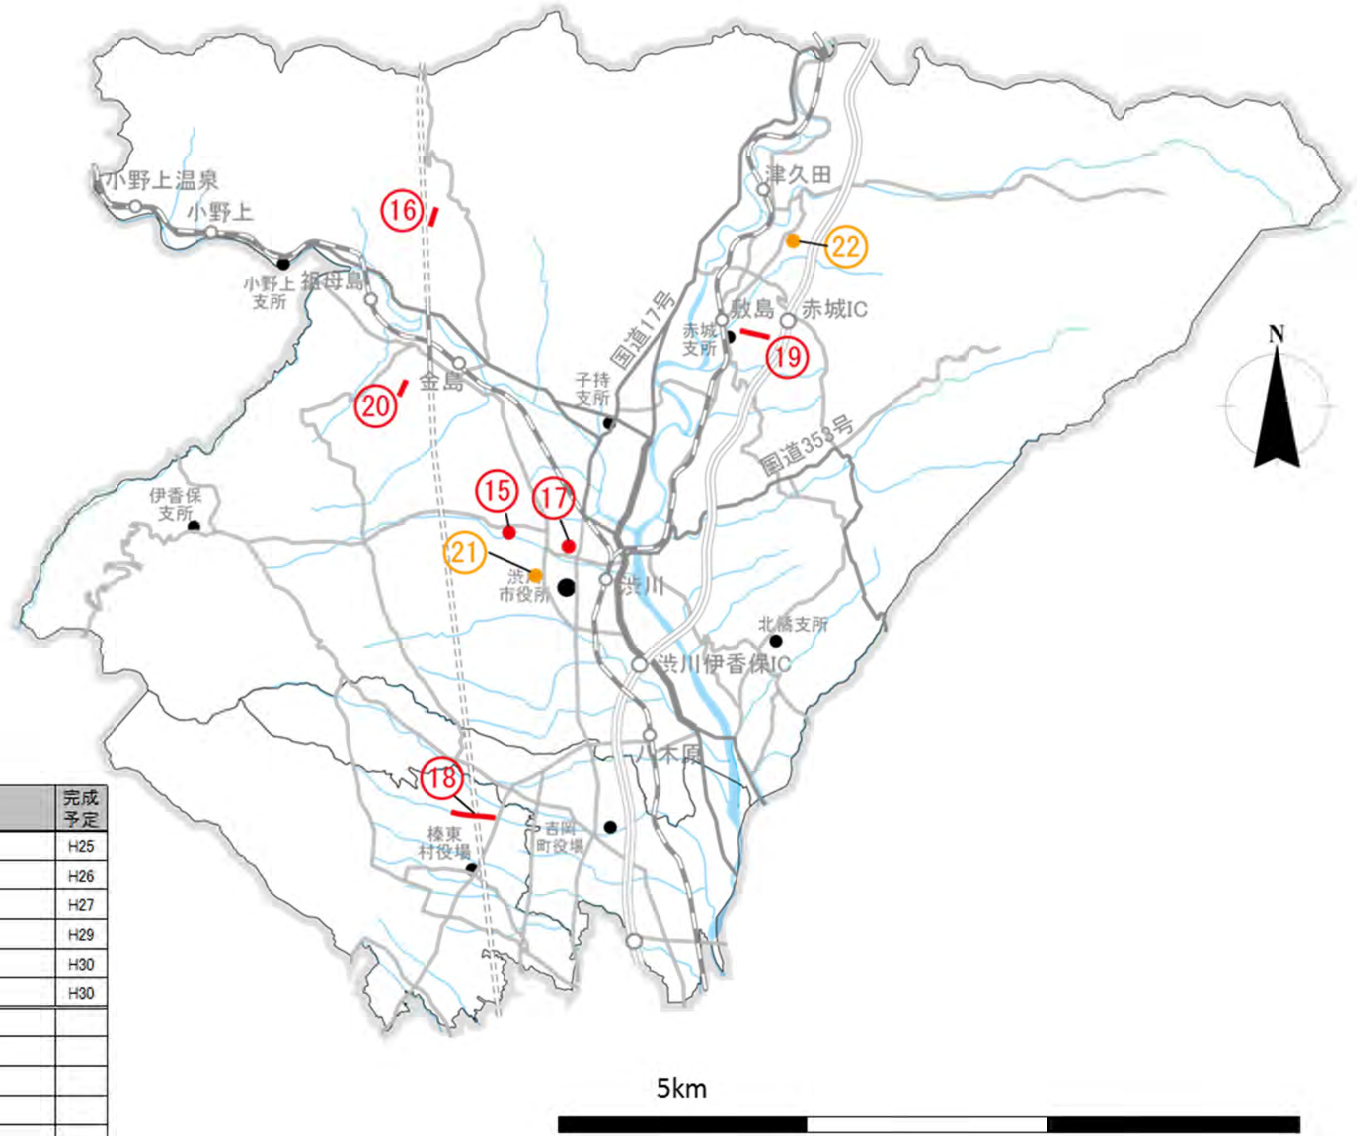 小野上温泉
小野上
⑯
津久田
㉒
小野上
支所
祖母島
国道17号
敷島
赤城IC
赤城
支所
⑲
金島
子持
支所
⑳
国道353号
⑮
⑰
伊香保
支所
㉑
渋川
市役所
渋川
北橘支所
渋川伊香保IC
八木原
⑱
榛東
村役場
吉岡
町役場
N
完成
予定
H25
H26
H27
H29
H30
H30
5km